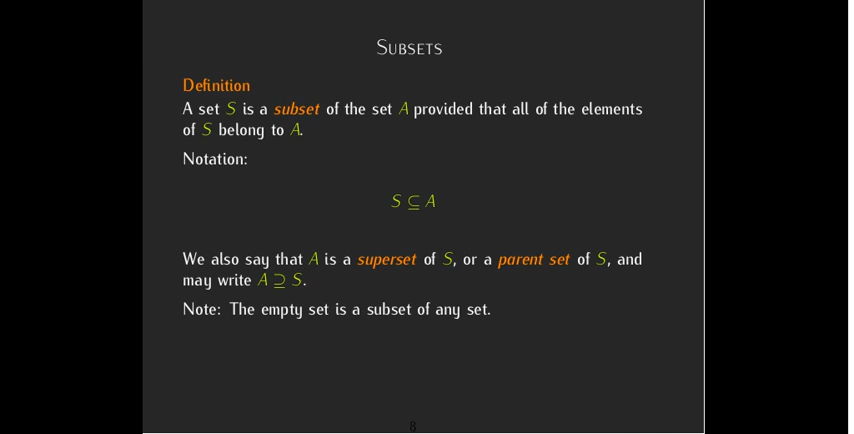 Subsets
Definition
A set S is a subset of the set A provided that all of the elements
of S belong to A.
Notation:
S ⊆ A
We also say that A is a superset of S, or a parent set of S, and
may write A ⊇ S.
Note: The empty set is a subset of any set.
8